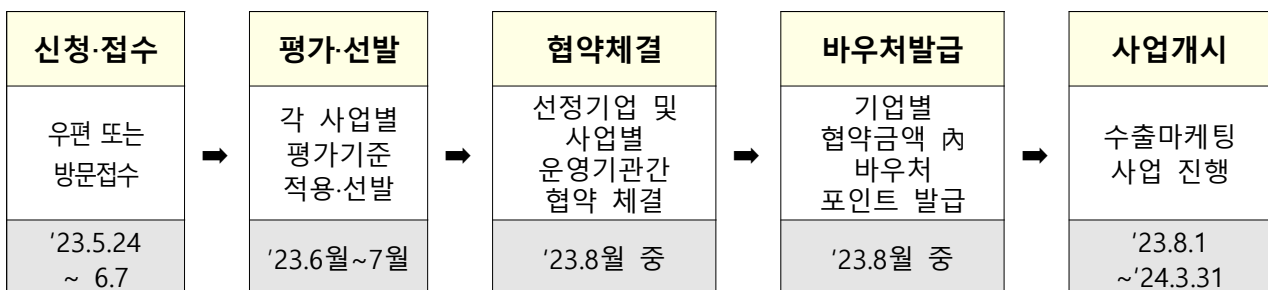 신청·접수
우편 또는
방문접수
'23.5.24
~ 6.7
➡
평가·선발
각 사업별
평가기준
적용·선발
'23.6월~7월
➡
협약체결
선정기업 및
사업별
운영기관간
협약 체결
'23.8월 중
➡
바우처발급
기업별
협약금액 內
바우처
포인트 발급
'23.8월 중
➡
사업개시
수출마케팅
사업 진행
'23.8.1
~'24.3.31